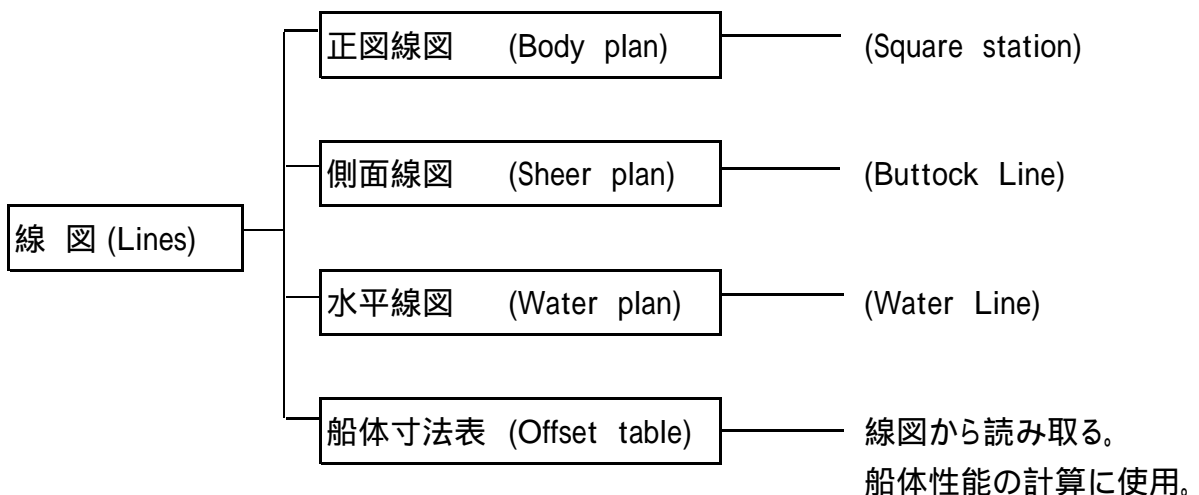 正図線図 (Body plan) (Square station)
側面線図 (Sheer plan) (Buttock Line)
線 図 (Lines)
水平線図 (Water plan) (Water Line)
船体寸法表 (Offset table) 線図から読み取る。
船体性能の計算に使用。